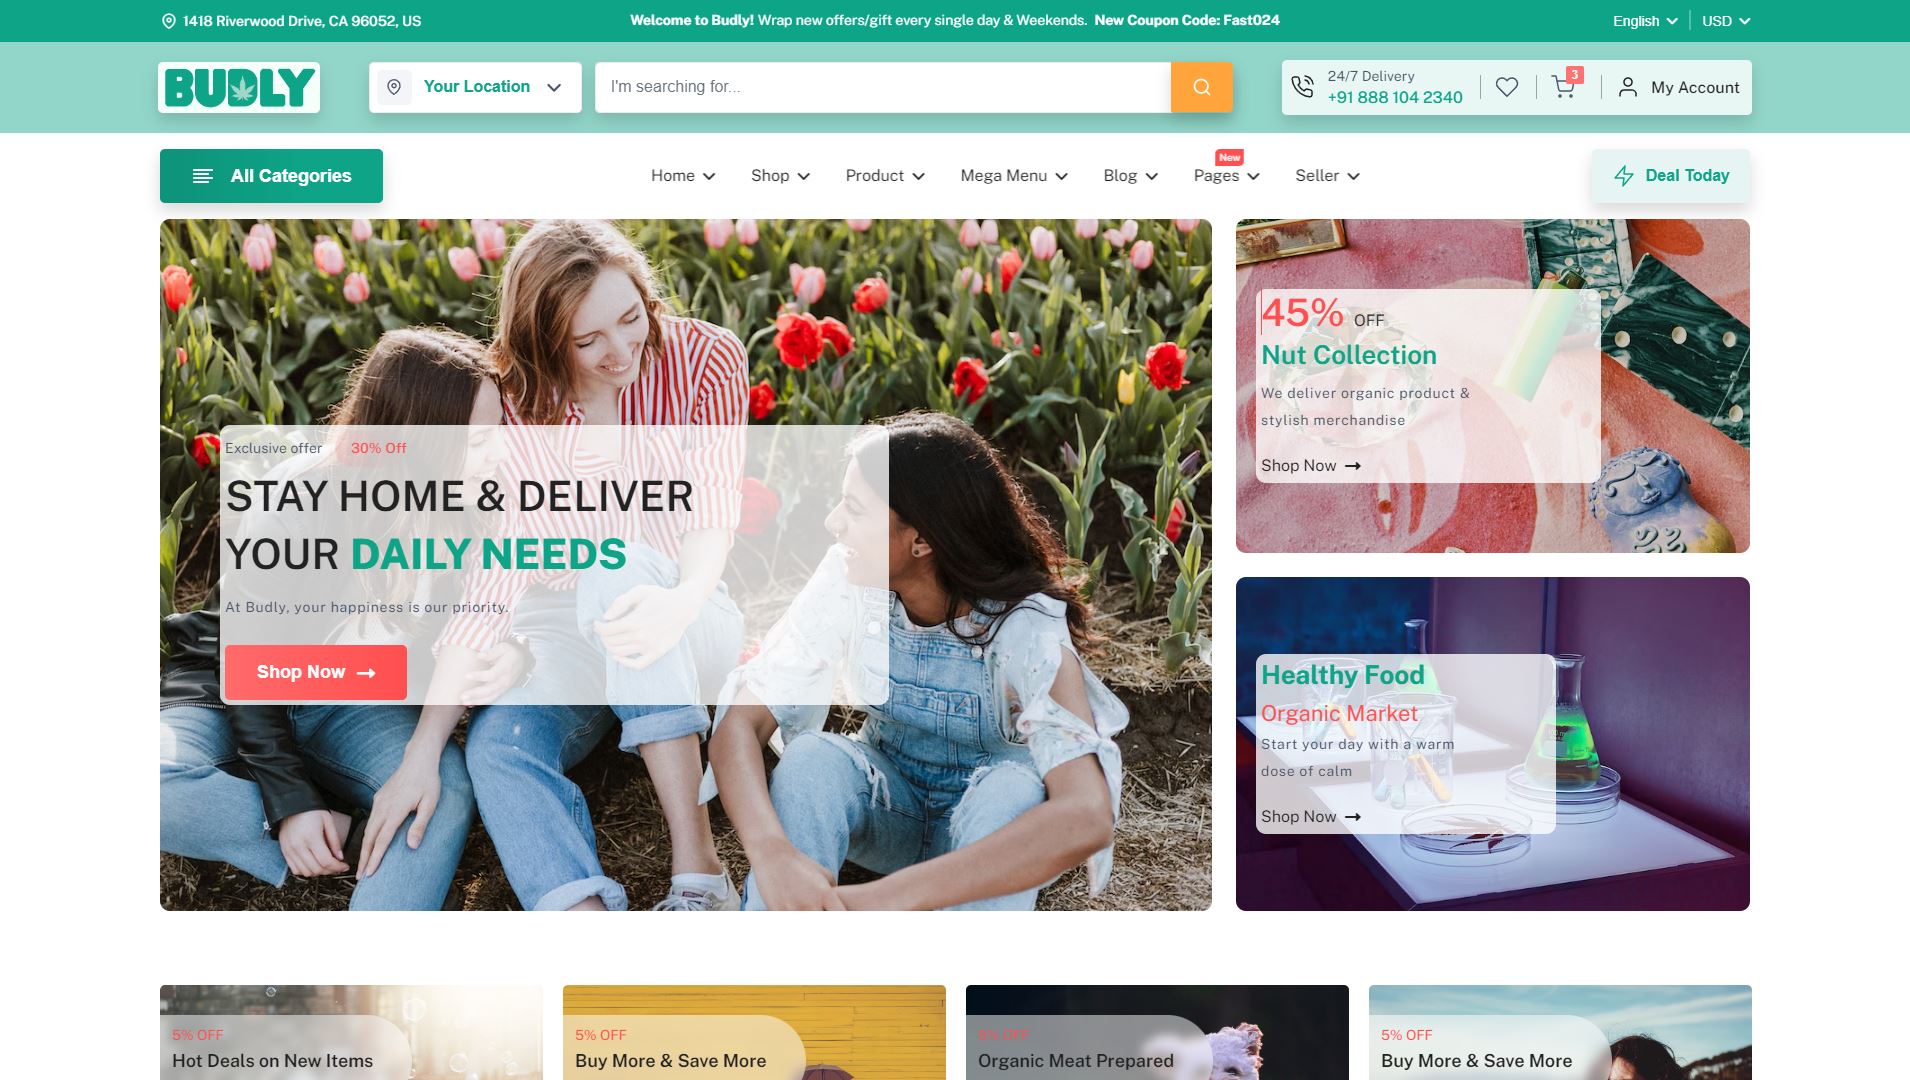 1418 Riverwood Drive, CA 96052, US
Welcome to Budly! Wrap new offers/gift every single day & Weekends. New Coupon Code: Fast024
English
USD
BUDLY
Your Location
I'm searching for...
24/7 Delivery
+91 888 104 2340
3
My Account
All Categories
Home
Shop
Product
Mega Menu
Blog
Pages
New
Seller
Deal Today
Exclusive offer 30% Off
STAY HOME & DELIVER
YOUR DAILY NEEDS
At Budly, your happiness is our priority.
Shop Now
45% OFF
Nut Collection
We deliver organic product &
stylish merchandise
Shop Now
Healthy Food
Organic Market
Start your day with a warm
dose of calm
Shop Now
5% OFF
Hot Deals on New Items
5% OFF
Buy More & Save More
5% OFF
Organic Meat Prepared
5% OFF
Buy More & Save More